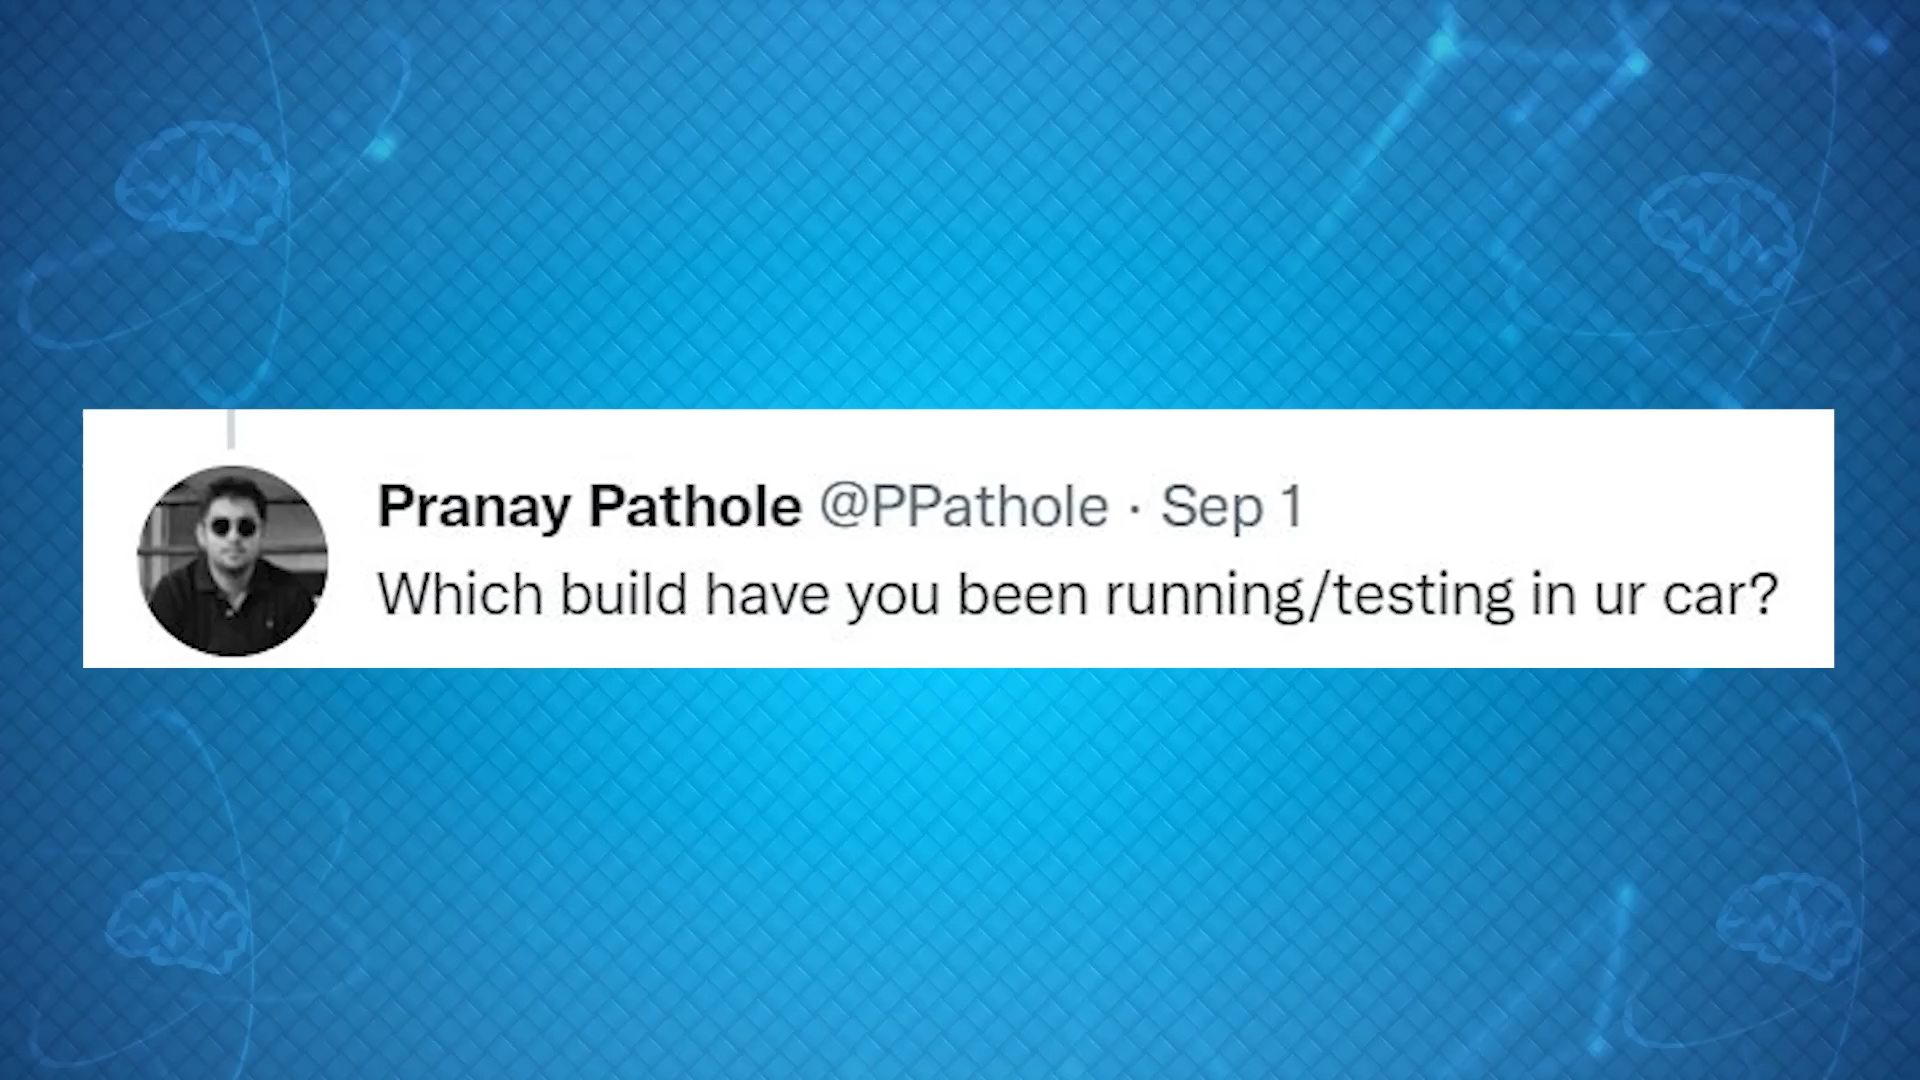 Pranay Pathole @PPathole · Sep 1
Which build have you been running/testing in ur car?